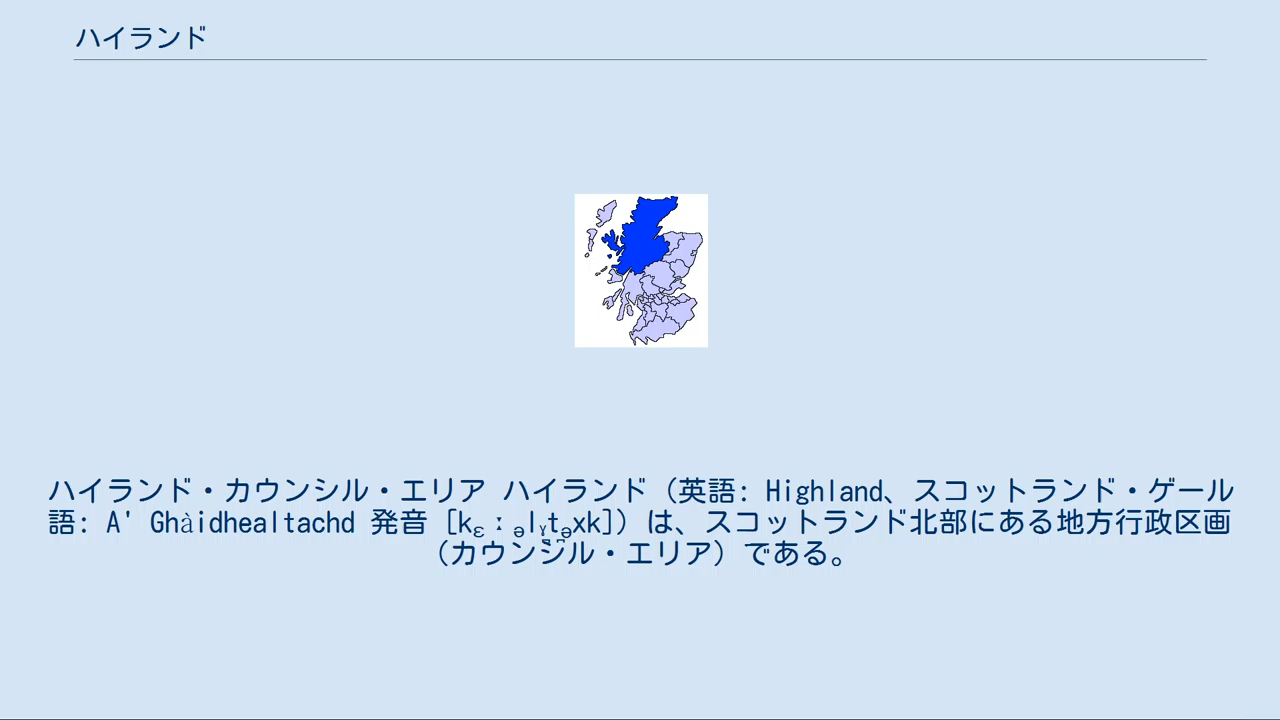 ハイランド
ハイランド・カウンシル・エリア ハイランド（英語: Highland、スコットランド・ゲール
語: A' Ghàidhealtachd 発音 [kɛːəlˠt̪əxk]）は、スコットランド北部にある地方行政区画
（カウンシル・エリア）である。